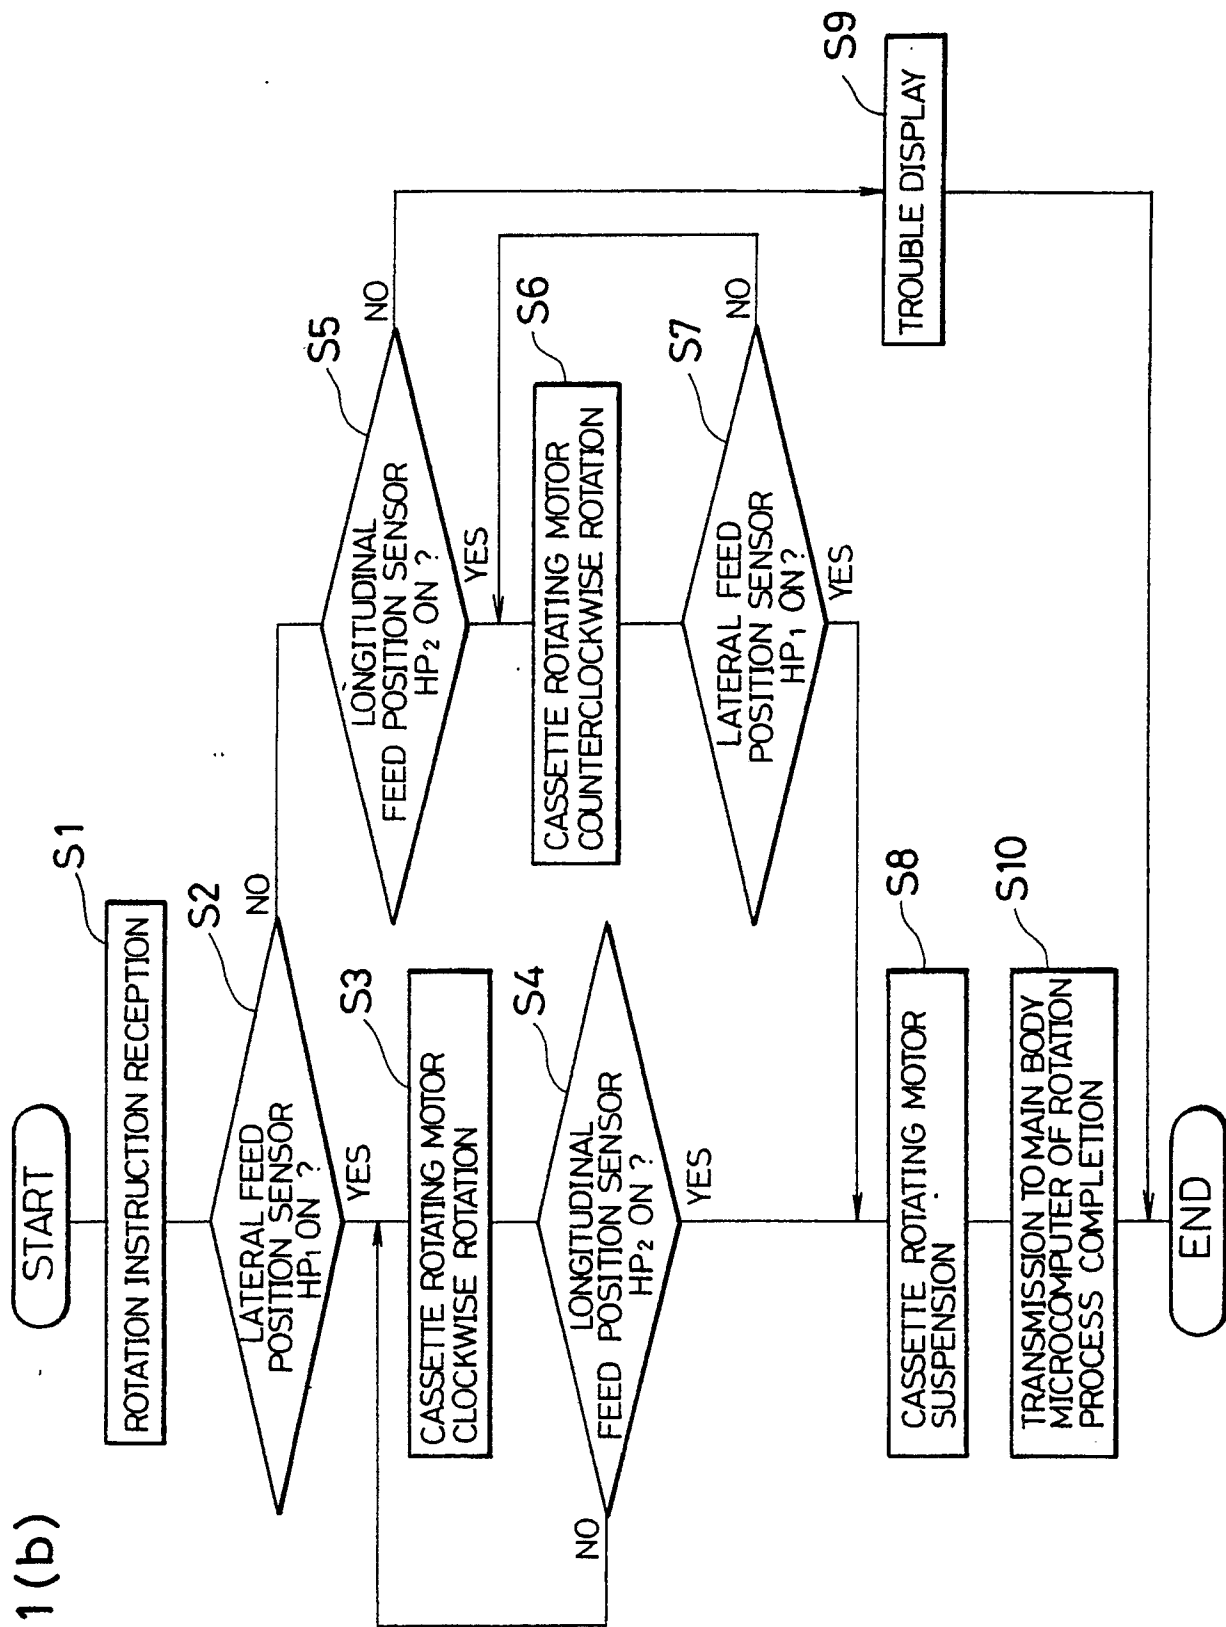 1(b)
START
S1
ROTATION INSTRUCTION RECEPTION
S2
LATERAL FEED
POSITION SENSOR
HP₁ ON ?
NO
YES
S3
CASSETTE ROTATING MOTOR
CLOCKWISE ROTATION
S4
LONGITUDINAL
FEED POSITION SENSOR
HP₂ ON ?
NO
YES
S5
LONGITUDINAL
FEED POSITION SENSOR
HP₂ ON ?
NO
YES
S6
CASSETTE ROTATING MOTOR
COUNTERCLOCKWISE ROTATION
S7
LATERAL FEED
POSITION SENSOR
HP₁ ON ?
NO
YES
S8
CASSETTE ROTATING MOTOR
SUSPENSION
S9
TROUBLE DISPLAY
S10
TRANSMISSION TO MAIN BODY
MICROCOMPUTER OF ROTATION
PROCESS COMPLETION
END